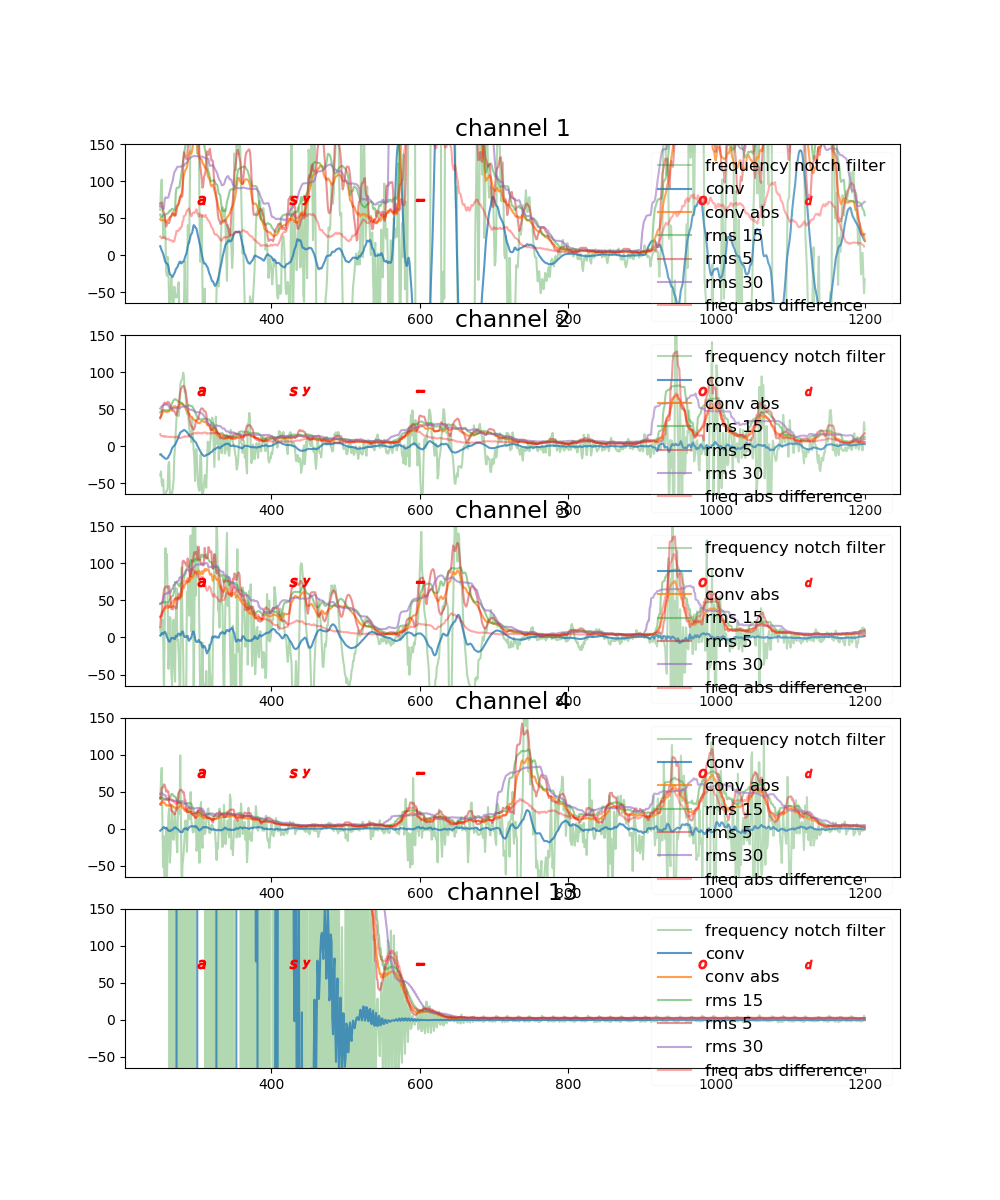 channel 1
150
100
50
0
−50
a
s y
–
o
d
frequency notch filter
conv
conv abs
rms 15
rms 5
rms 30
freq abs difference
400 600 800 1000 1200
channel 2
150
100
50
0
−50
a
s y
–
o
d
frequency notch filter
conv
conv abs
rms 15
rms 5
rms 30
freq abs difference
400 600 800 1000 1200
channel 3
150
100
50
0
−50
a
s y
–
o
d
frequency notch filter
conv
conv abs
rms 15
rms 5
rms 30
freq abs difference
400 600 800 1000 1200
channel 4
150
100
50
0
−50
a
s y
–
o
d
frequency notch filter
conv
conv abs
rms 15
rms 5
rms 30
freq abs difference
400 600 800 1000 1200
channel 13
150
100
50
0
−50
a
s y
–
o
d
frequency notch filter
conv
conv abs
rms 15
rms 5
rms 30
freq abs difference
400 600 800 1000 1200